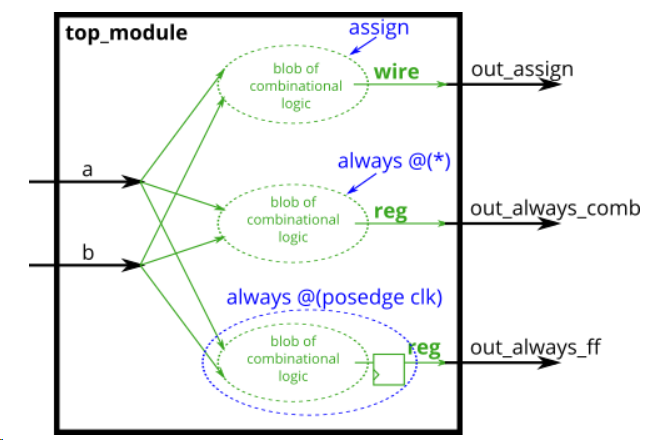 top_module
assign
blob of
combinational
logic
wire
out_assign
a
always @(*)
blob of
combinational
logic
reg
out_always_comb
b
always @(posedge clk)
blob of
combinational
logic
reg
out_always_ff